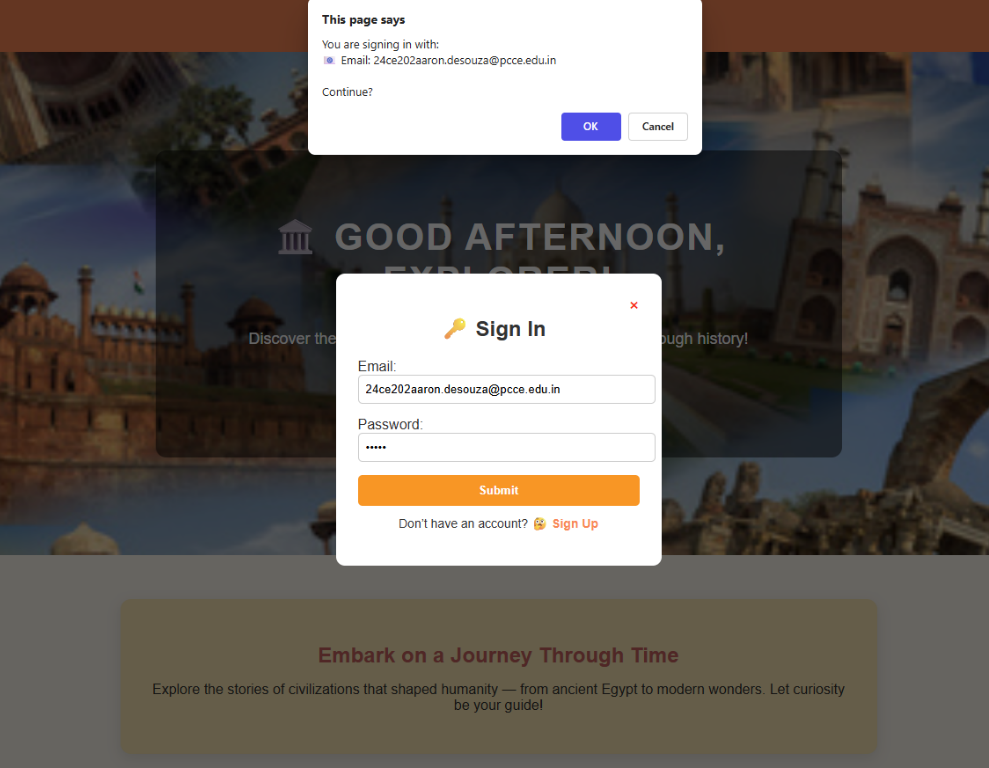 This page says
You are signing in with:
📧 Email: 24ce202aaron.desouza@pcce.edu.in
Continue?
OK
Cancel
🏛️ GOOD AFTERNOON,
EXPLORER!
×
🔑 Sign In
Discover the
ough history!
Email:
24ce202aaron.desouza@pcce.edu.in
Password:
•••••
Submit
Don't have an account? 🤔 Sign Up
Embark on a Journey Through Time
Explore the stories of civilizations that shaped humanity — from ancient Egypt to modern wonders. Let curiosity
be your guide!